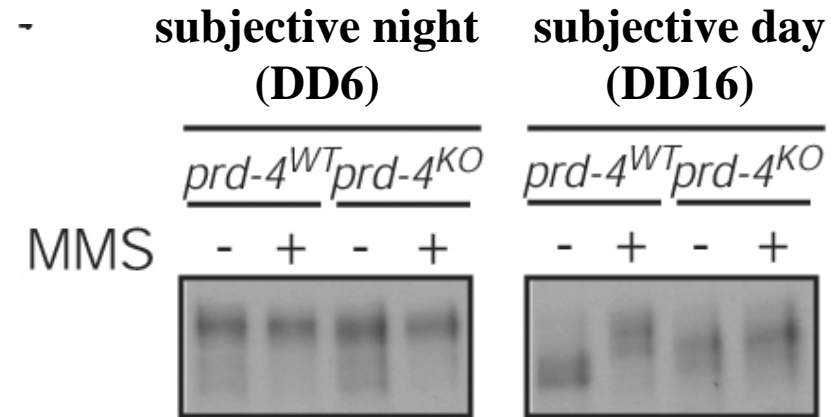 -
subjective night subjective day
(DD6) (DD16)
prd-4WT prd-4KO prd-4WT prd-4KO
MMS - + - + - + - +